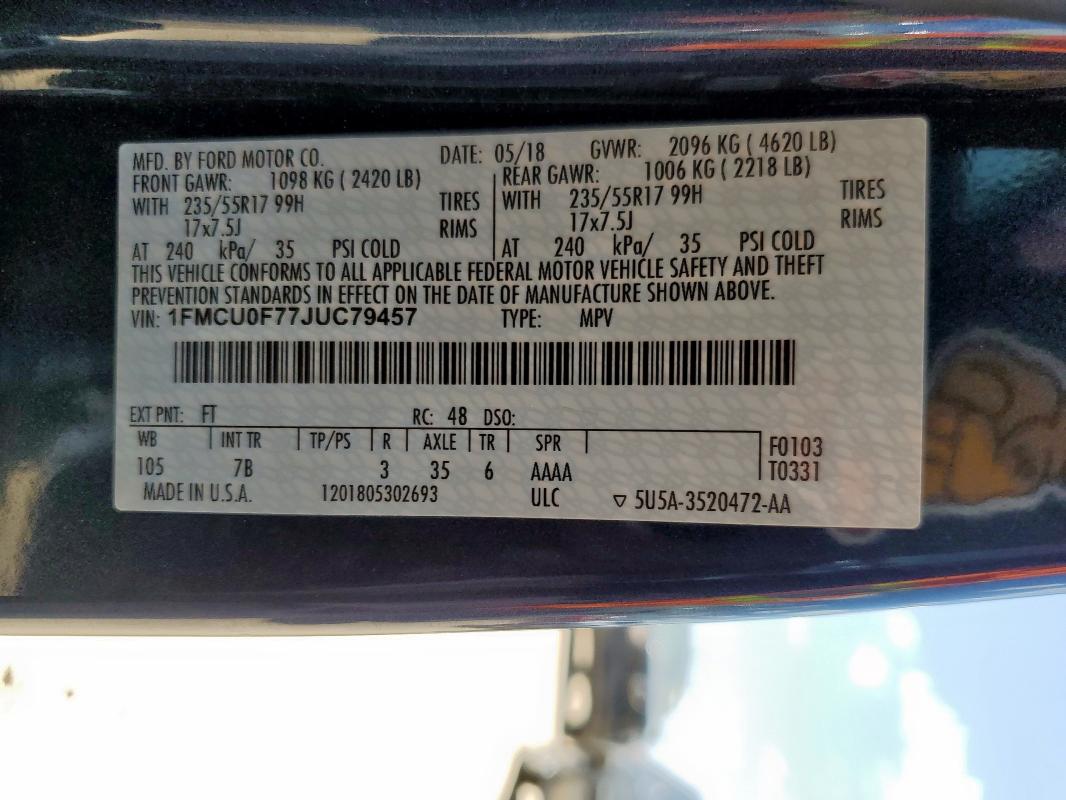 MFD. BY FORD MOTOR CO. DATE: 05/18 GVWR: 2096 KG ( 4620 LB)
FRONT GAWR: 1098 KG ( 2420 LB) REAR GAWR: 1006 KG ( 2218 LB)
WITH 235/55R17 99H TIRES WITH 235/55R17 99H TIRES
17x7.5J RIMS 17x7.5J RIMS
AT 240 kPa/ 35 PSI COLD AT 240 kPa/ 35 PSI COLD
THIS VEHICLE CONFORMS TO ALL APPLICABLE FEDERAL MOTOR VEHICLE SAFETY AND THEFT
PREVENTION STANDARDS IN EFFECT ON THE DATE OF MANUFACTURE SHOWN ABOVE.
VIN: 1FMCU0F77JUC79457 TYPE: MPV
EXT PNT: FT RC: 48 DSO:
WB INT TR TP/PS R AXLE TR SPR F0103
105 7B 3 35 6 AAAA T0331
MADE IN U.S.A. 1201805302693 ULC ▽ 5U5A-3520472-AA